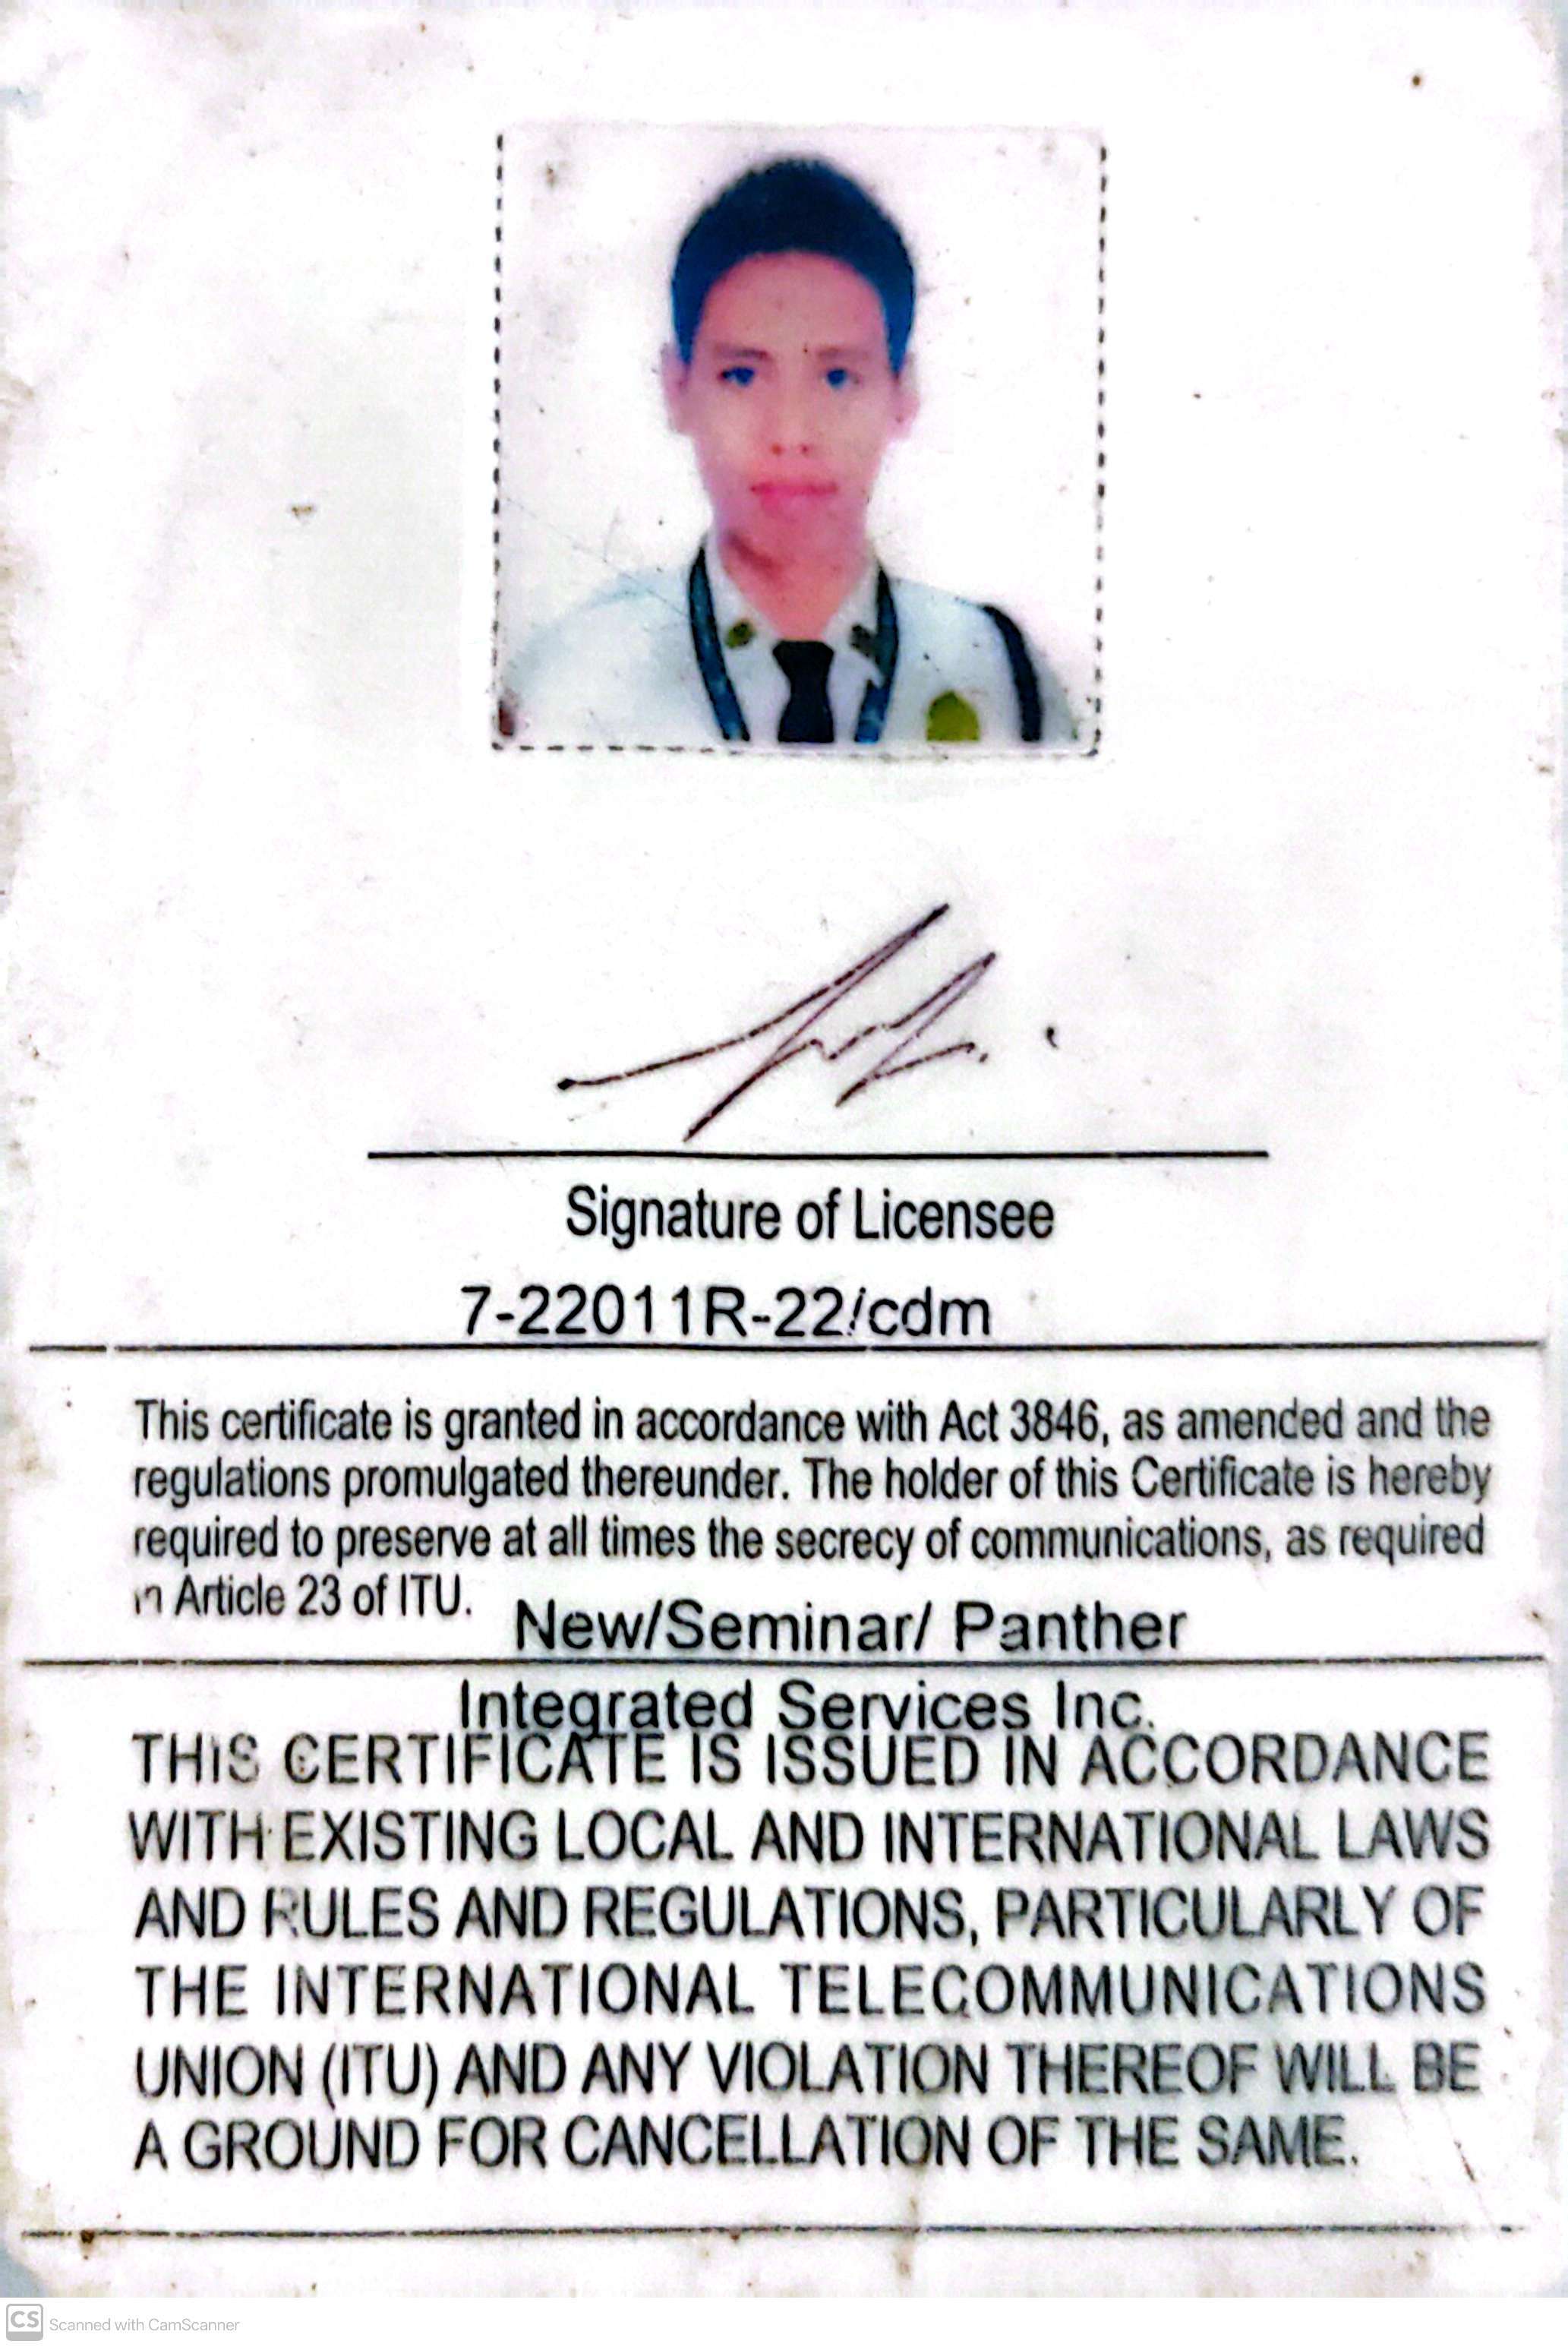 Signature of Licensee
7-22011R-22/cdm
This certificate is granted in accordance with Act 3846, as amended and the
regulations promulgated thereunder. The holder of this Certificate is hereby
required to preserve at all times the secrecy of communications, as required
in Article 23 of ITU.
New/Seminar/ Panther
Integrated Services Inc.
THIS CERTIFICATE IS ISSUED IN ACCORDANCE
WITH EXISTING LOCAL AND INTERNATIONAL LAWS
AND RULES AND REGULATIONS, PARTICULARLY OF
THE INTERNATIONAL TELECOMMUNICATIONS
UNION (ITU) AND ANY VIOLATION THEREOF WILL BE
A GROUND FOR CANCELLATION OF THE SAME.
CS Scanned with CamScanner